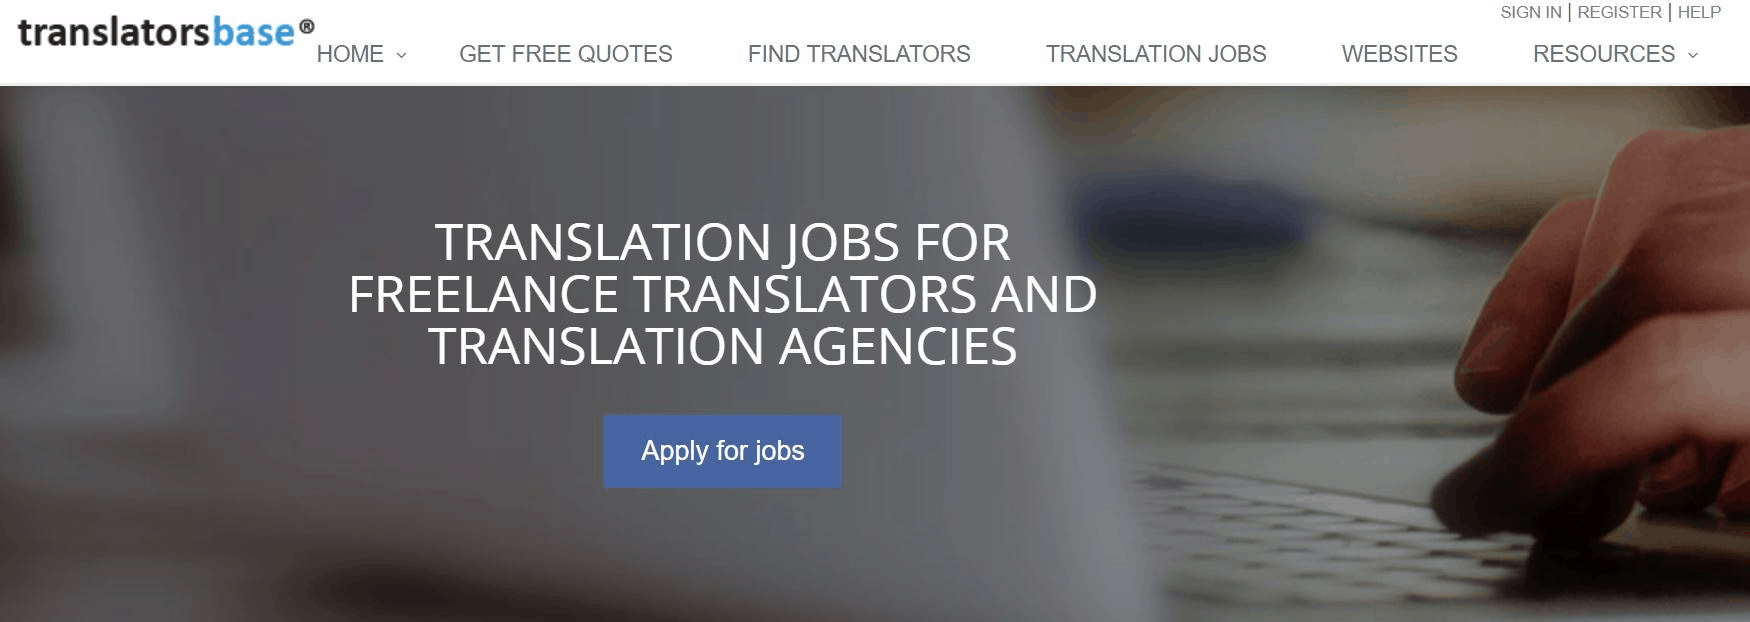 translatorsbase®
SIGN IN | REGISTER | HELP
HOME GET FREE QUOTES FIND TRANSLATORS TRANSLATION JOBS WEBSITES RESOURCES
TRANSLATION JOBS FOR
FREELANCE TRANSLATORS AND
TRANSLATION AGENCIES
Apply for jobs